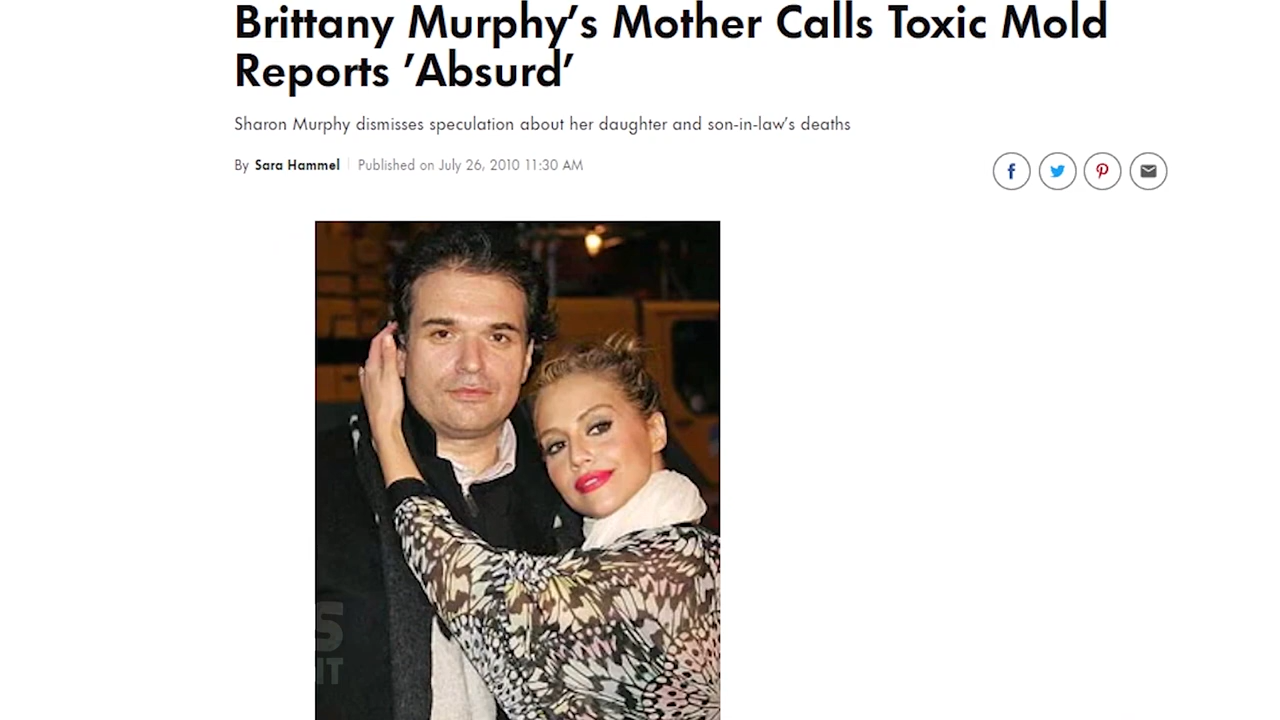 Brittany Murphy's Mother Calls Toxic Mold
Reports 'Absurd'
Sharon Murphy dismisses speculation about her daughter and son-in-law's deaths
By Sara Hammel | Published on July 26, 2010 11:30 AM